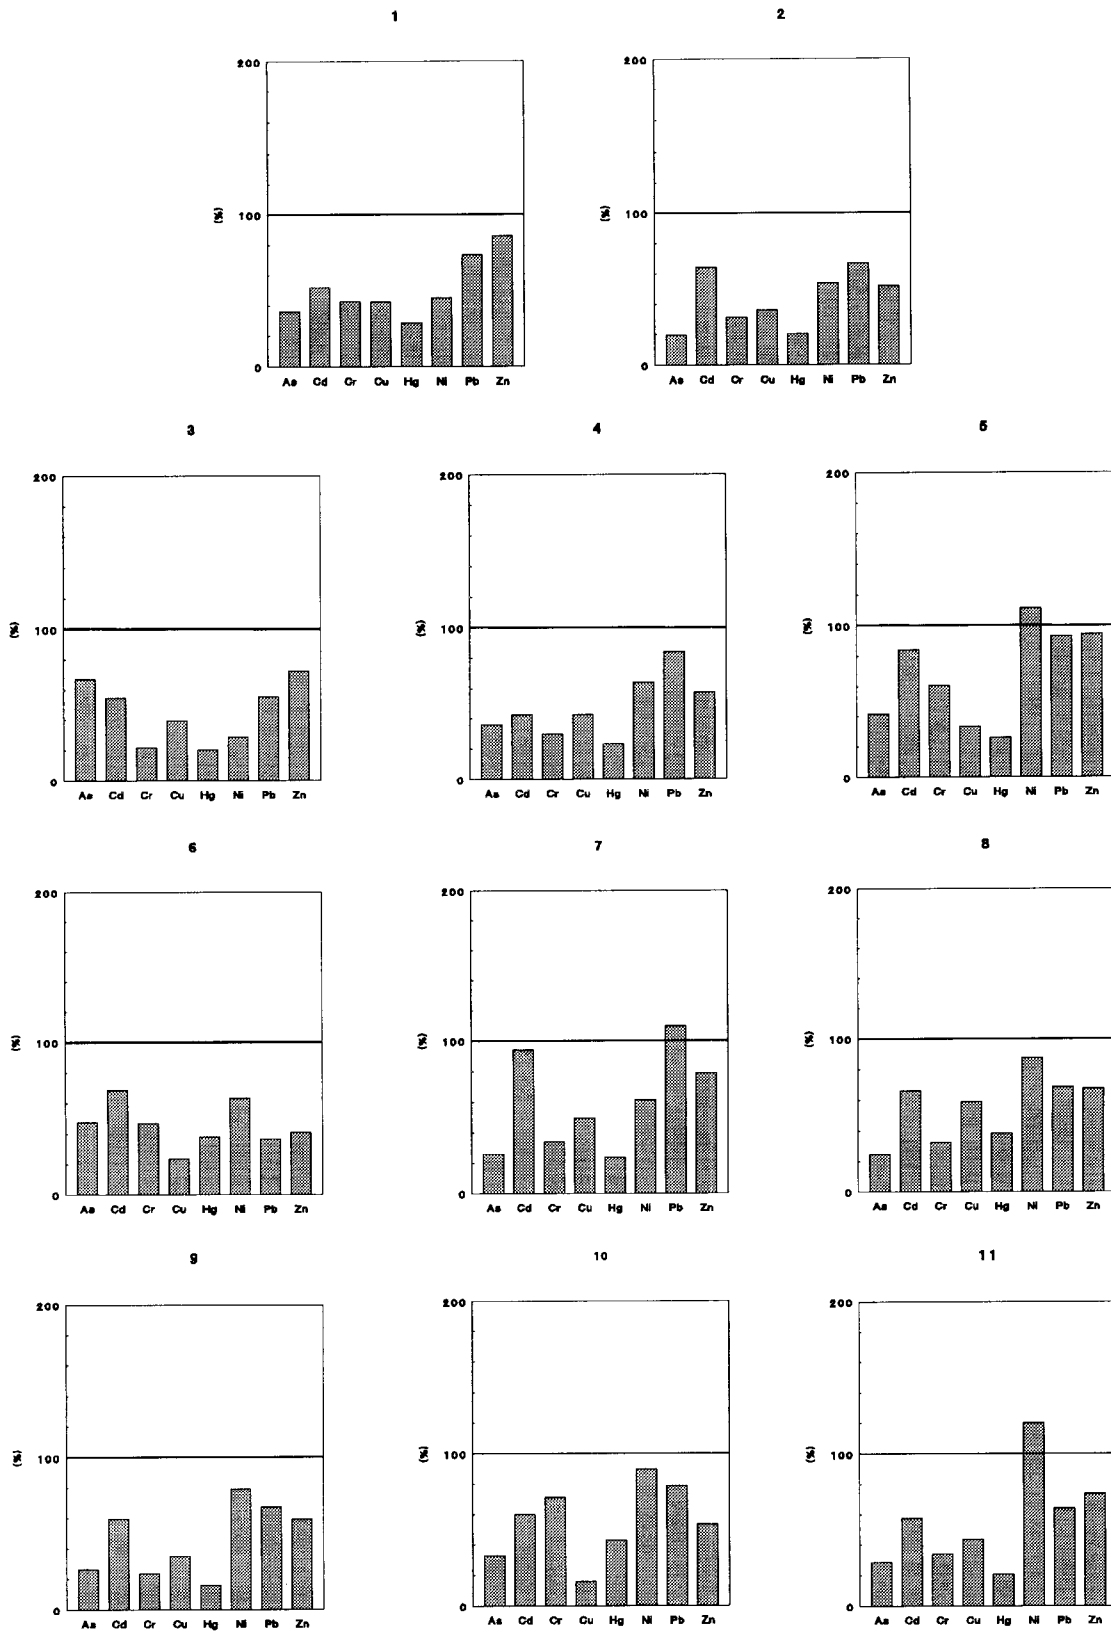 1 2
200 200
(%) 100 (%) 100
0 0
As Cd Cr Cu Hg Ni Pb Zn As Cd Cr Cu Hg Ni Pb Zn
3 4 5
200 200 200
(%) 100 (%) 100 (%) 100
0 0 0
As Cd Cr Cu Hg Ni Pb Zn As Cd Cr Cu Hg Ni Pb Zn As Cd Cr Cu Hg Ni Pb Zn
6 7 8
200 200 200
(%) 100 (%) 100 (%) 100
0 0 0
As Cd Cr Cu Hg Ni Pb Zn As Cd Cr Cu Hg Ni Pb Zn As Cd Cr Cu Hg Ni Pb Zn
9 10 11
200 200 200
(%) 100 (%) 100 (%) 100
0 0 0
As Cd Cr Cu Hg Ni Pb Zn As Cd Cr Cu Hg Ni Pb Zn As Cd Cr Cu Hg Ni Pb Zn